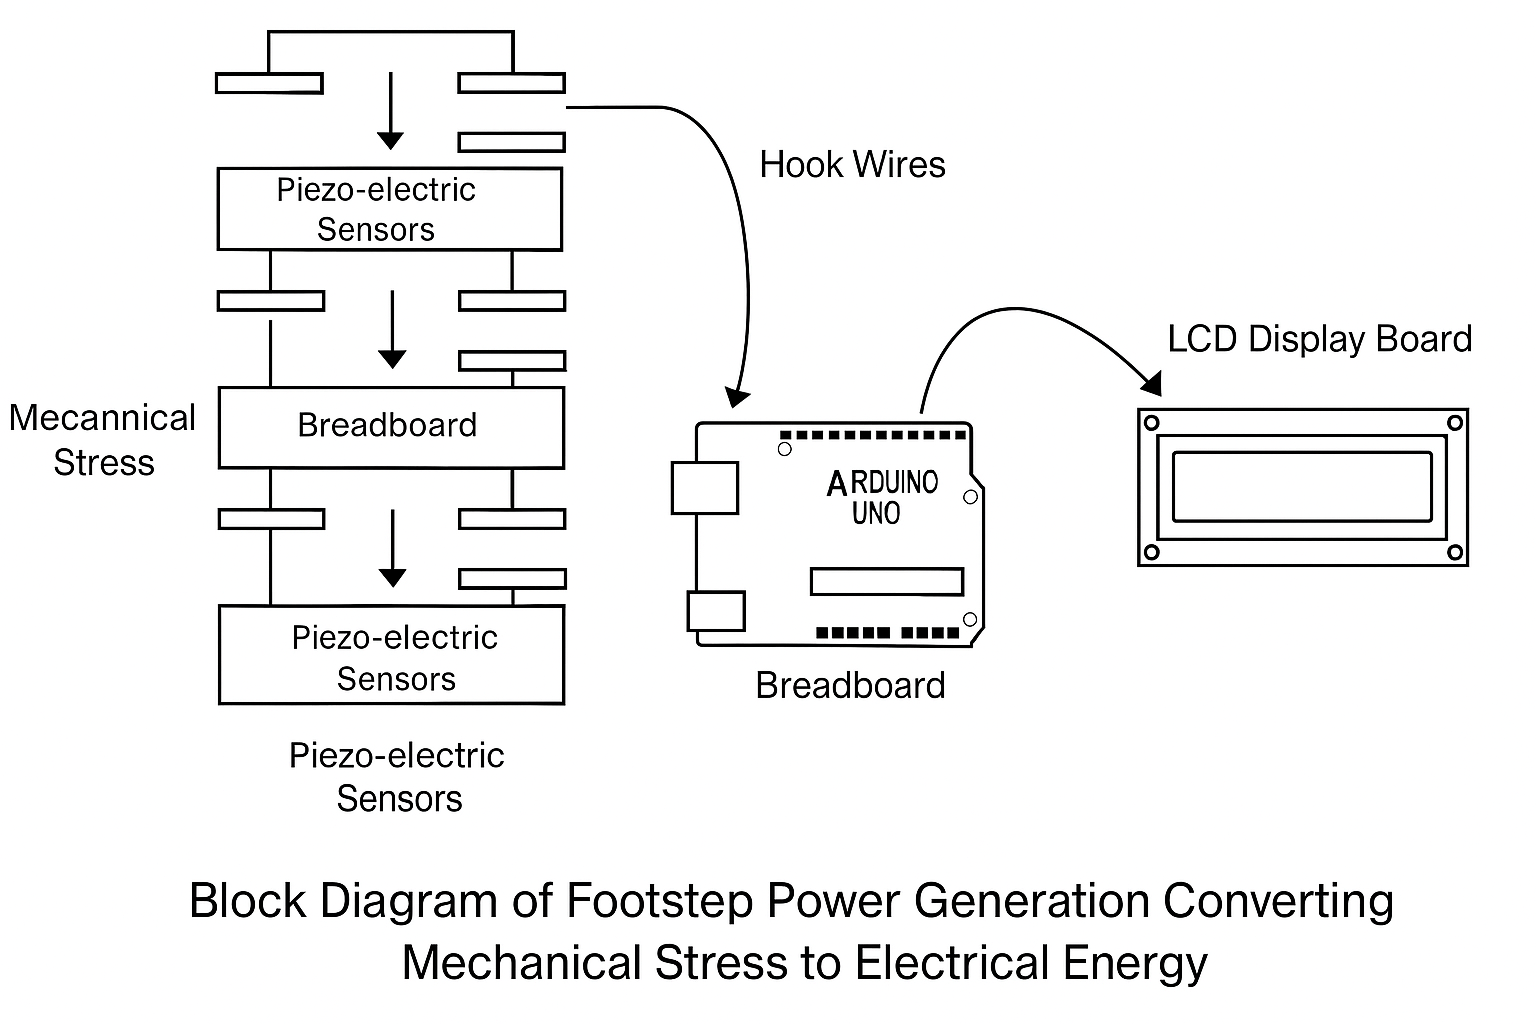 Piezo-electric
Sensors
Hook Wires
LCD Display Board
Mecannical
Stress
Breadboard
ARDUINO
UNO
Piezo-electric
Sensors
Breadboard
Piezo-electric
Sensors
Block Diagram of Footstep Power Generation Converting
Mechanical Stress to Electrical Energy